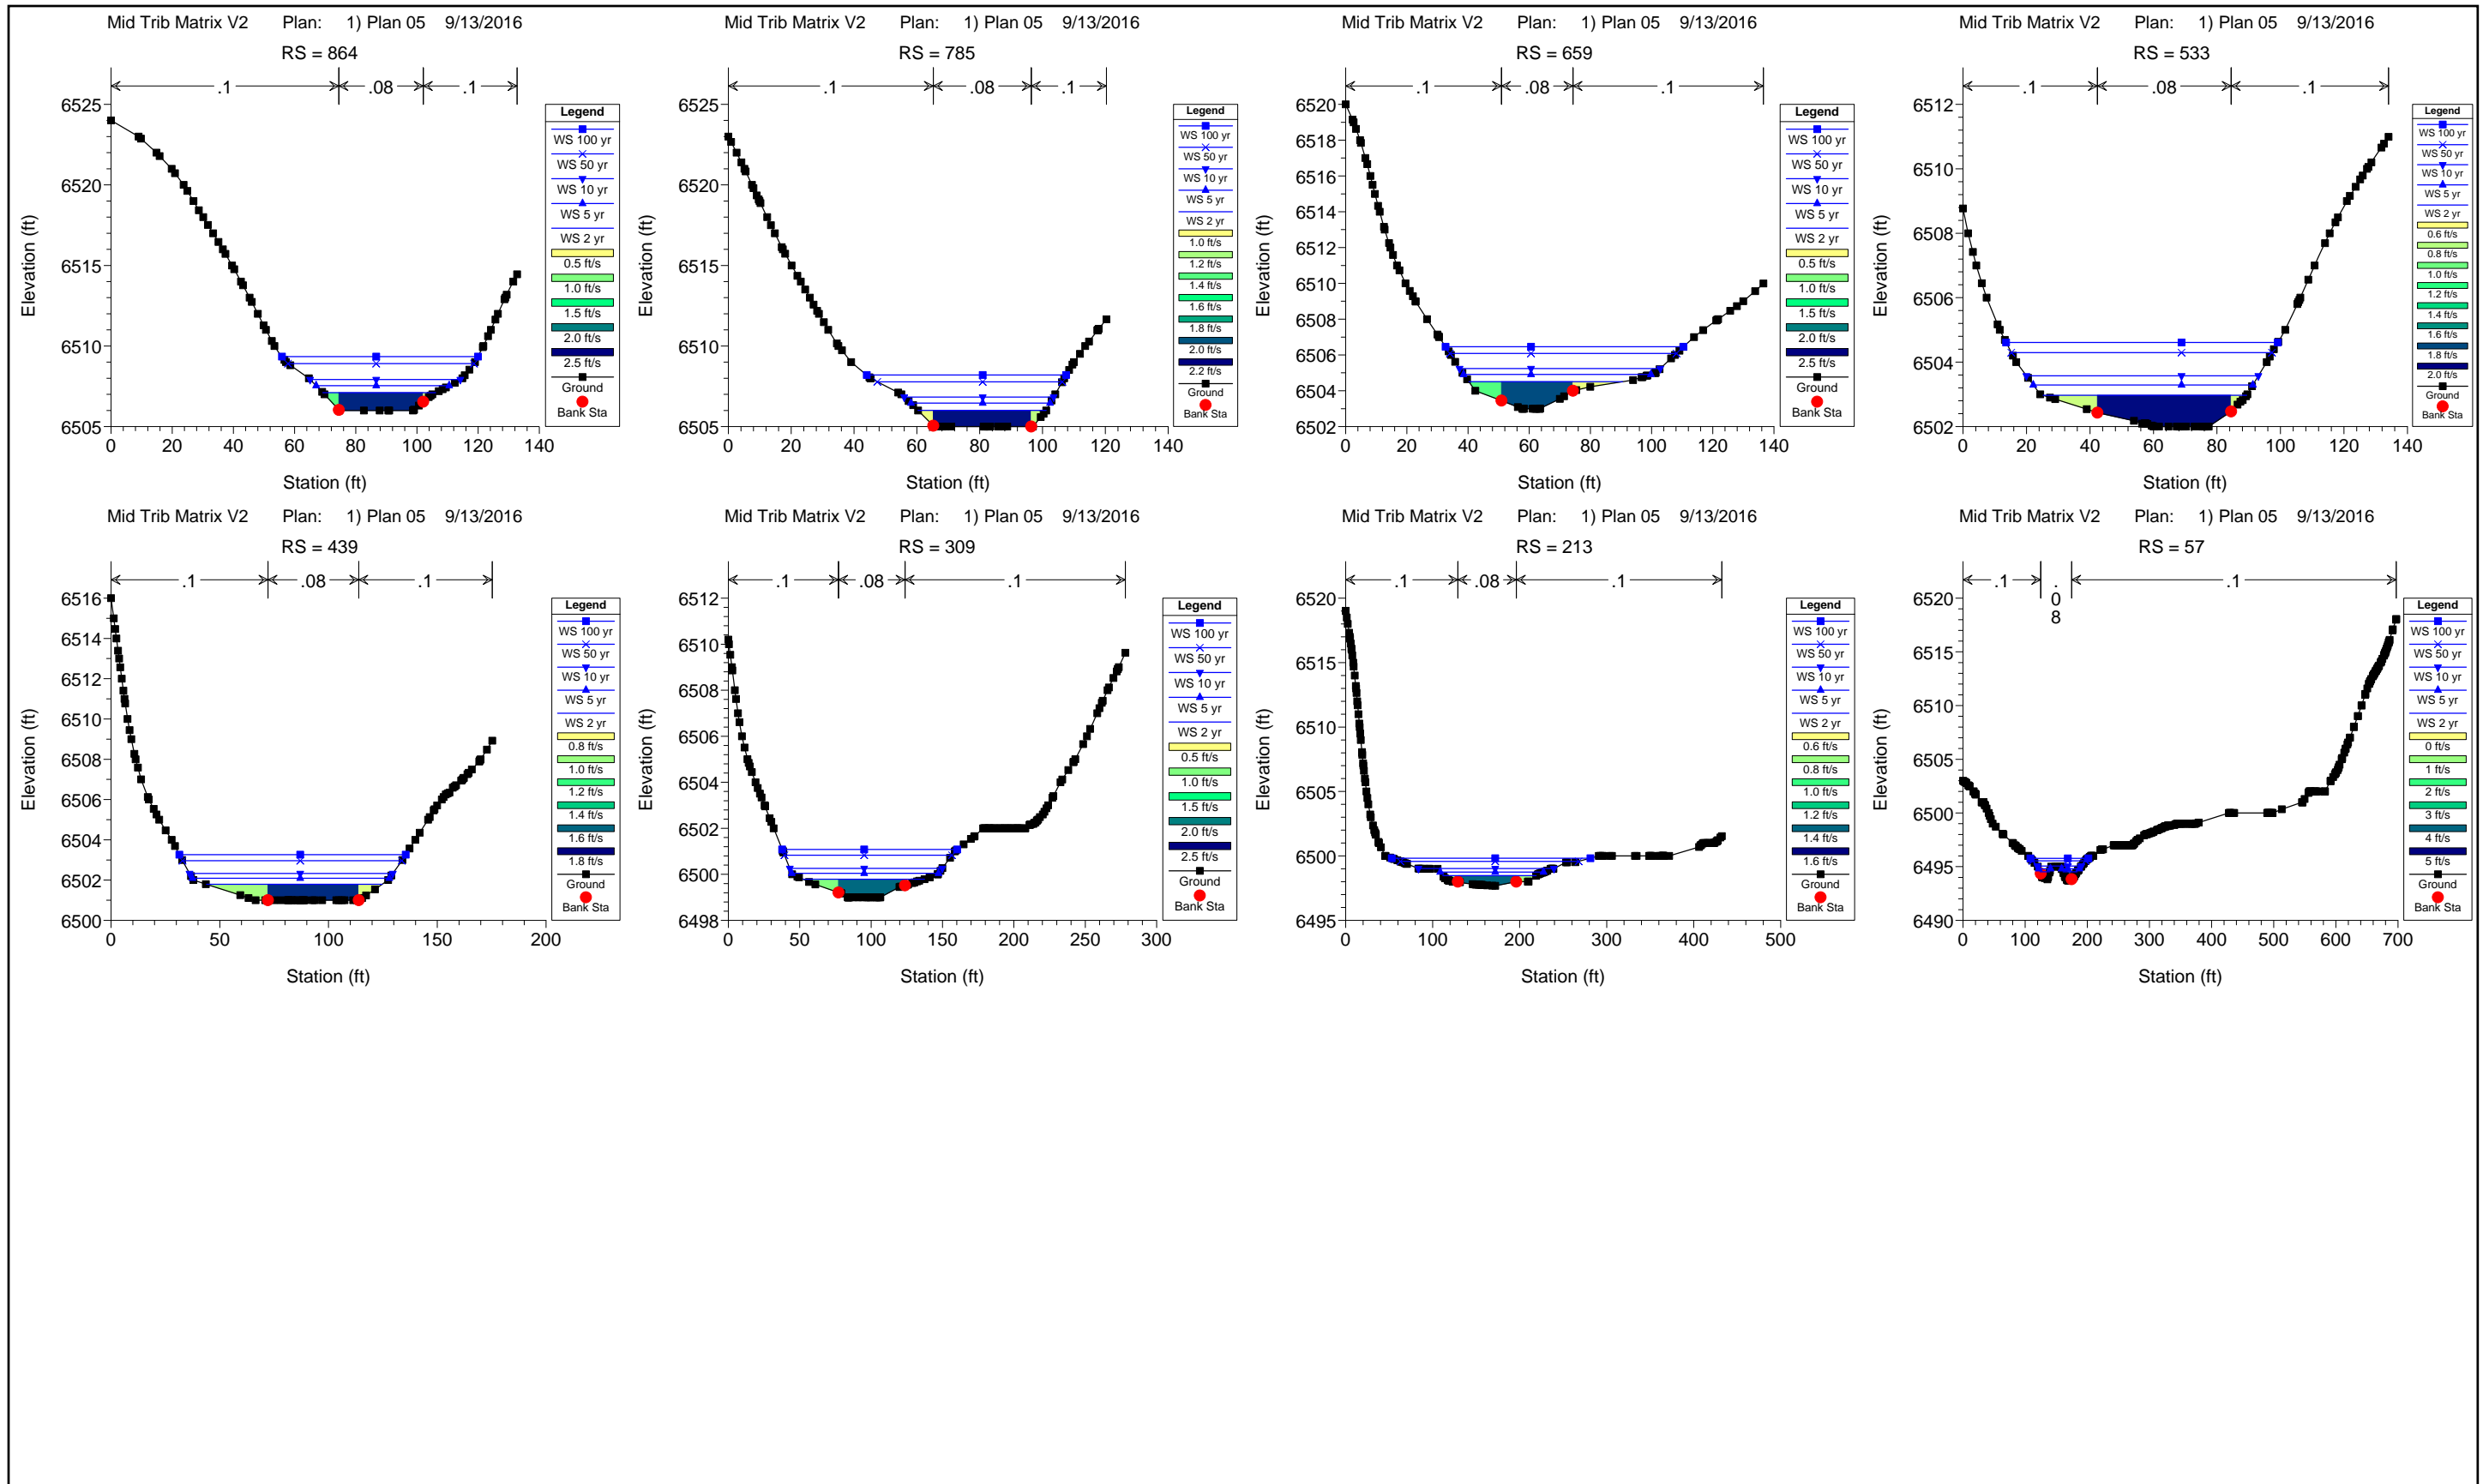 Mid Trib Matrix V2 Plan: 1) Plan 05 9/13/2016
RS = 864
.1 .08 .1
6525
6520
6515
6510
6505
0 20 40 60 80 100 120 140
Elevation (ft)
Station (ft)
Legend
WS 100 yr
WS 50 yr
WS 10 yr
WS 5 yr
WS 2 yr
0.5 ft/s
1.0 ft/s
1.5 ft/s
2.0 ft/s
2.5 ft/s
Ground
Bank Sta
Mid Trib Matrix V2 Plan: 1) Plan 05 9/13/2016
RS = 785
.1 .08 .1
6525
6520
6515
6510
6505
0 20 40 60 80 100 120 140
Elevation (ft)
Station (ft)
Legend
WS 100 yr
WS 50 yr
WS 10 yr
WS 5 yr
WS 2 yr
1.0 ft/s
1.2 ft/s
1.4 ft/s
1.6 ft/s
1.8 ft/s
2.0 ft/s
2.2 ft/s
Ground
Bank Sta
Mid Trib Matrix V2 Plan: 1) Plan 05 9/13/2016
RS = 659
.1 .08 .1
6520
6518
6516
6514
6512
6510
6508
6506
6504
6502
0 20 40 60 80 100 120 140
Elevation (ft)
Station (ft)
Legend
WS 100 yr
WS 50 yr
WS 10 yr
WS 5 yr
WS 2 yr
0.5 ft/s
1.0 ft/s
1.5 ft/s
2.0 ft/s
2.5 ft/s
Ground
Bank Sta
Mid Trib Matrix V2 Plan: 1) Plan 05 9/13/2016
RS = 533
.1 .08 .1
6512
6510
6508
6506
6504
6502
0 20 40 60 80 100 120 140
Elevation (ft)
Station (ft)
Legend
WS 100 yr
WS 50 yr
WS 10 yr
WS 5 yr
WS 2 yr
0.6 ft/s
0.8 ft/s
1.0 ft/s
1.2 ft/s
1.4 ft/s
1.6 ft/s
1.8 ft/s
2.0 ft/s
Ground
Bank Sta
Mid Trib Matrix V2 Plan: 1) Plan 05 9/13/2016
RS = 439
.1 .08 .1
6516
6514
6512
6510
6508
6506
6504
6502
6500
0 50 100 150 200
Elevation (ft)
Station (ft)
Legend
WS 100 yr
WS 50 yr
WS 10 yr
WS 5 yr
WS 2 yr
0.8 ft/s
1.0 ft/s
1.2 ft/s
1.4 ft/s
1.6 ft/s
1.8 ft/s
Ground
Bank Sta
Mid Trib Matrix V2 Plan: 1) Plan 05 9/13/2016
RS = 309
.1 .08 .1
6512
6510
6508
6506
6504
6502
6500
6498
0 50 100 150 200 250 300
Elevation (ft)
Station (ft)
Legend
WS 100 yr
WS 50 yr
WS 10 yr
WS 5 yr
WS 2 yr
0.5 ft/s
1.0 ft/s
1.5 ft/s
2.0 ft/s
2.5 ft/s
Ground
Bank Sta
Mid Trib Matrix V2 Plan: 1) Plan 05 9/13/2016
RS = 213
.1 .08 .1
6520
6515
6510
6505
6500
6495
0 100 200 300 400 500
Elevation (ft)
Station (ft)
Legend
WS 100 yr
WS 50 yr
WS 10 yr
WS 5 yr
WS 2 yr
0.6 ft/s
0.8 ft/s
1.0 ft/s
1.2 ft/s
1.4 ft/s
1.6 ft/s
Ground
Bank Sta
Mid Trib Matrix V2 Plan: 1) Plan 05 9/13/2016
RS = 57
.1 .08 .1
6520
6515
6510
6505
6500
6495
6490
0 100 200 300 400 500 600 700
Elevation (ft)
Station (ft)
Legend
WS 100 yr
WS 50 yr
WS 10 yr
WS 5 yr
WS 2 yr
0 ft/s
1 ft/s
2 ft/s
3 ft/s
4 ft/s
5 ft/s
Ground
Bank Sta